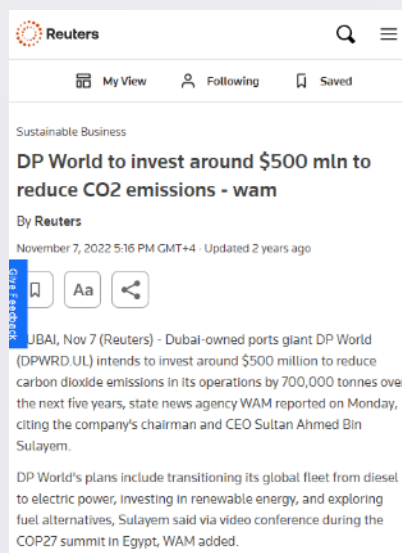 Reuters
My View Following Saved
Sustainable Business
DP World to invest around $500 mln to
reduce CO2 emissions - wam
By Reuters
November 7, 2022 5:16 PM GMT+4 · Updated 2 years ago
Give Feedback
Aa
UBAI, Nov 7 (Reuters) - Dubai-owned ports giant DP World
(DPWRD.UL) intends to invest around $500 million to reduce
carbon dioxide emissions in its operations by 700,000 tonnes over
the next five years, state news agency WAM reported on Monday,
citing the company's chairman and CEO Sultan Ahmed Bin
Sulayem.
DP World's plans include transitioning its global fleet from diesel
to electric power, investing in renewable energy, and exploring
fuel alternatives, Sulayem said via video conference during the
COP27 summit in Egypt, WAM added.